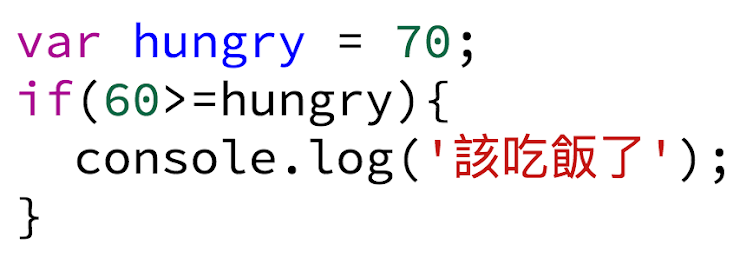 var hungry = 70;
if(60>=hungry){
  console.log('該吃飯了');
}